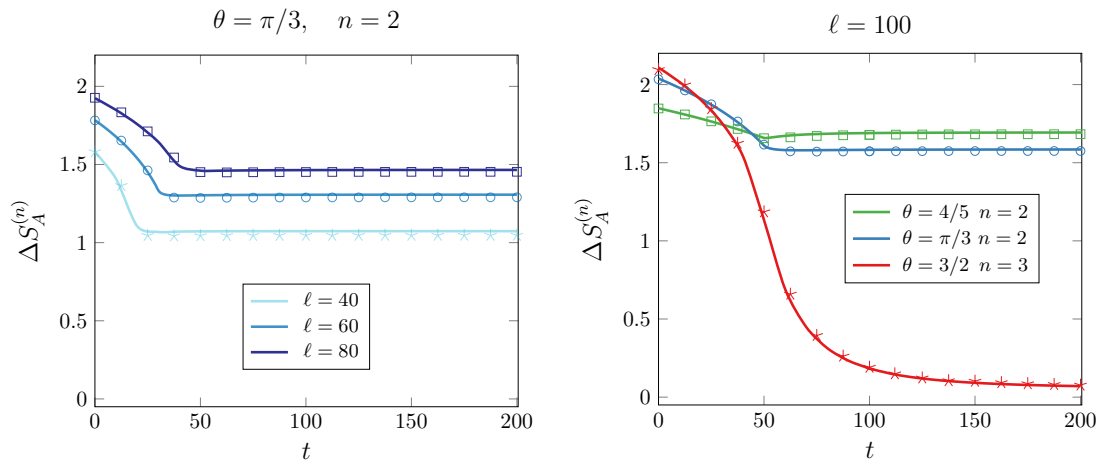 θ = π/3, n = 2
ΔS_A^(n)
2
1.5
1
0.5
0
ℓ = 40
ℓ = 60
ℓ = 80
0 50 100 150 200
t
ℓ = 100
ΔS_A^(n)
2
1.5
1
0.5
0
θ = 4/5 n = 2
θ = π/3 n = 2
θ = 3/2 n = 3
0 50 100 150 200
t